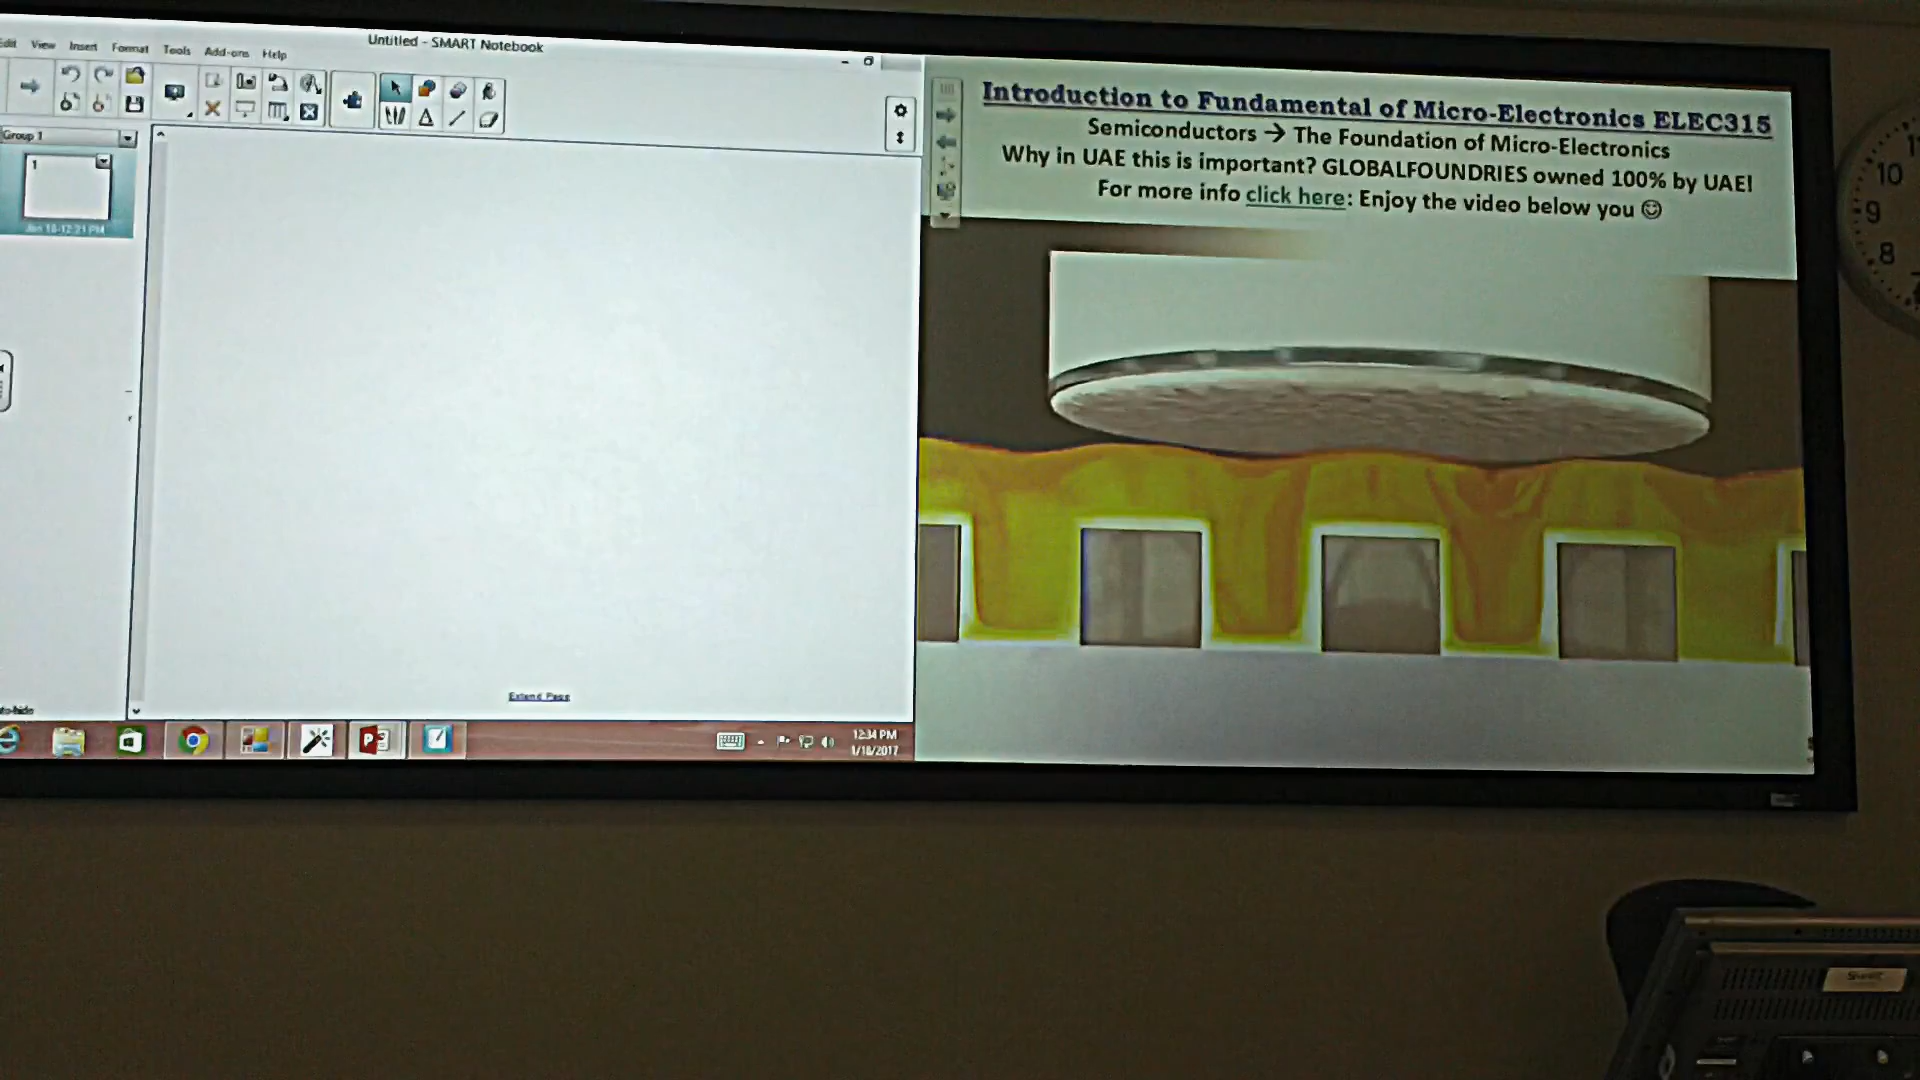 Untitled - SMART Notebook
Edit View Insert Format Tools Add-ons Help
Group 1
1
Extend Page
12:34 PM
1/18/2017
Introduction to Fundamental of Micro-Electronics ELEC315
Semiconductors → The Foundation of Micro-Electronics
Why in UAE this is important? GLOBALFOUNDRIES owned 100% by UAE!
For more info click here: Enjoy the video below you ☺
10
9
8